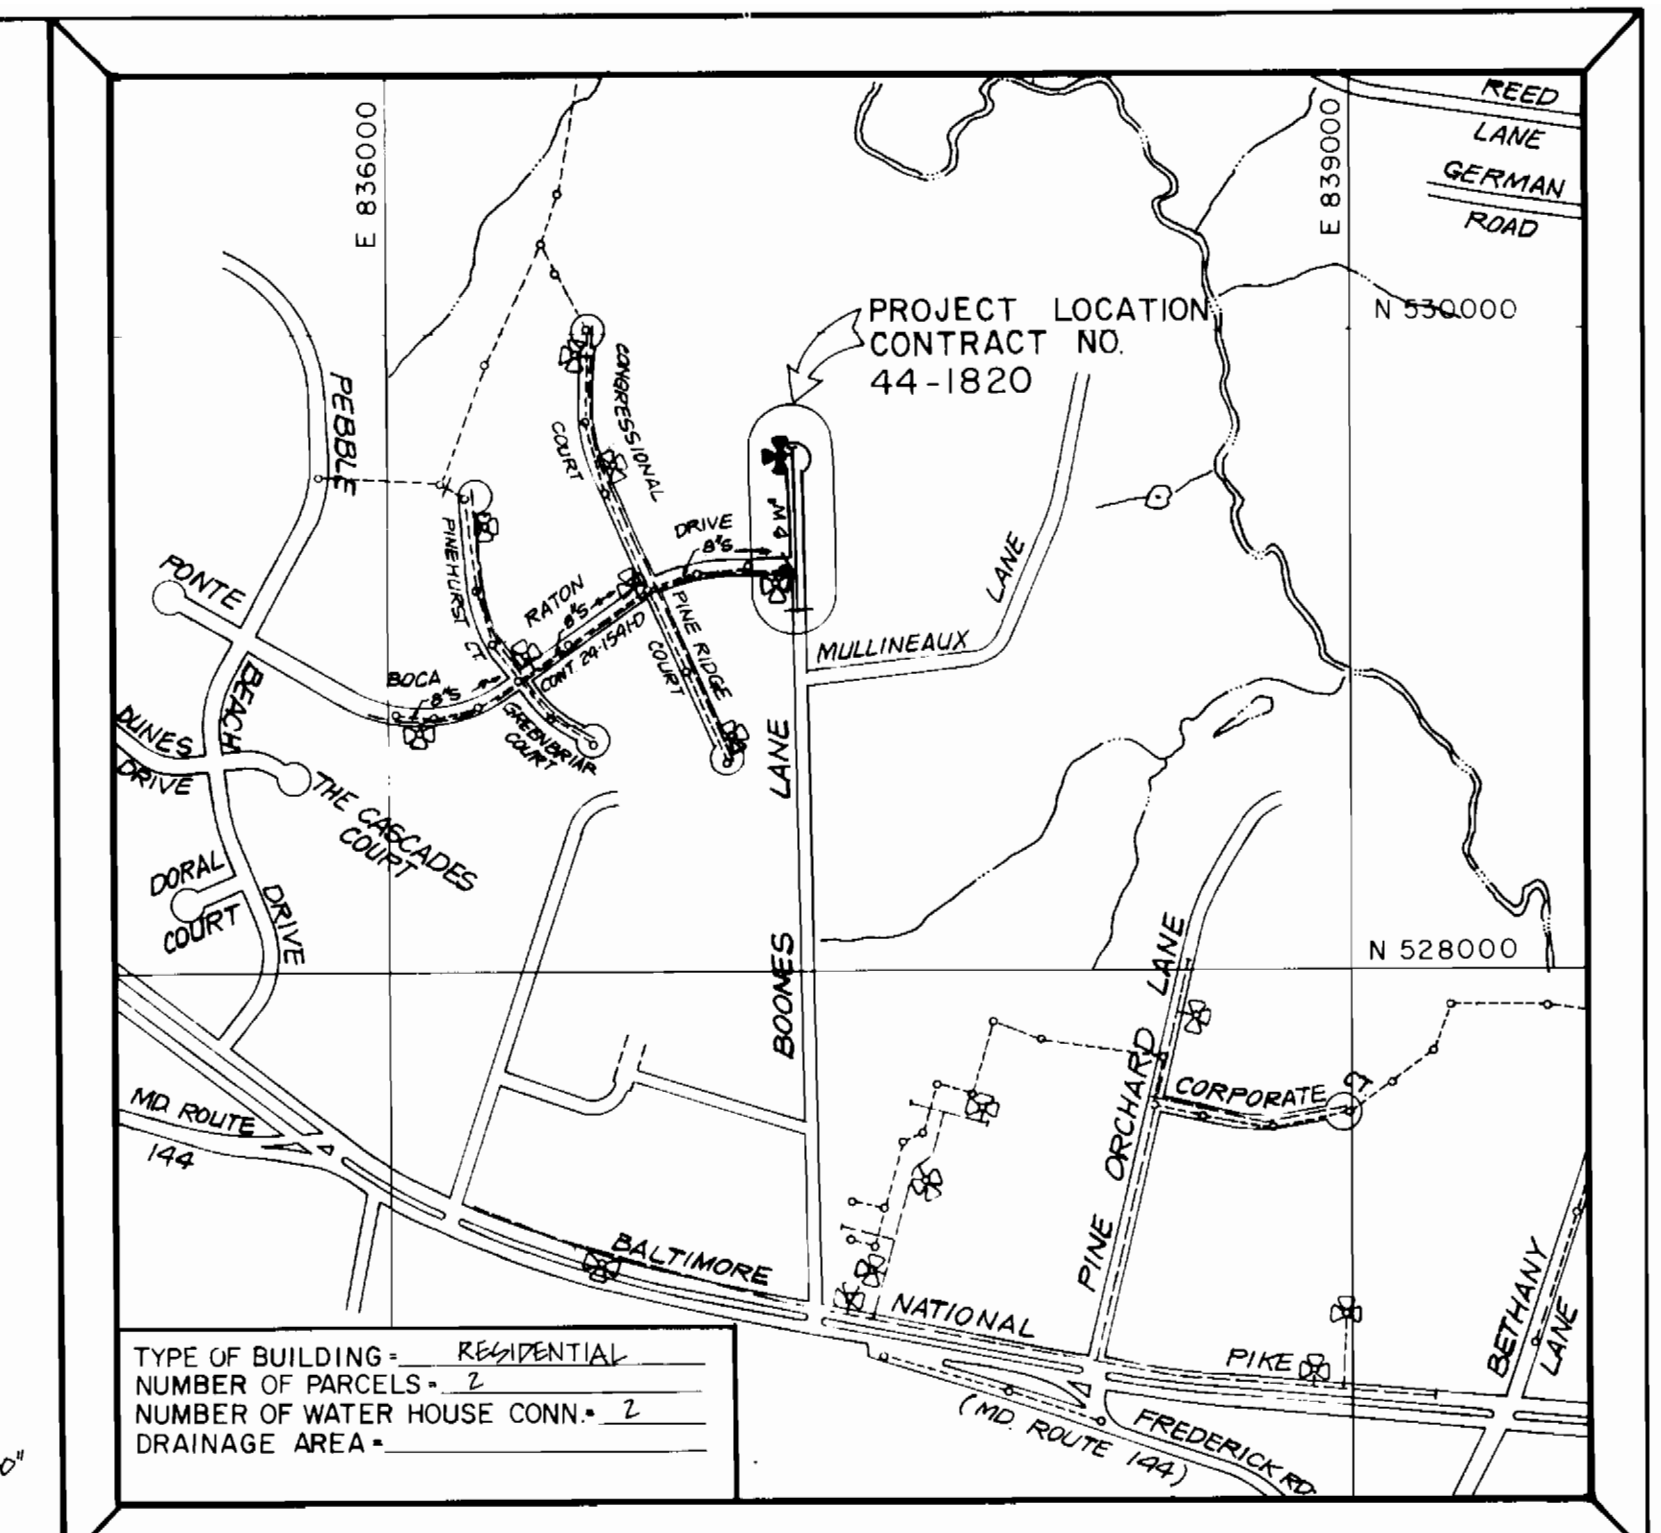 REED
LANE
GERMAN
ROAD
E 836000
E 839000
N 530000
PROJECT LOCATION
CONTRACT NO.
44-1820
PEBBLE
CONGRESSIONAL
COURT
DRIVE
8"S
PINEHURST
CT.
PONTE
RATON
8"S
CONT. 24-1541-D
PINE RIDGE
COURT
LANE
MULLINEAUX
BOCA
8"S
BEACH
GREENBRIAR
COURT
DUNES
DRIVE
THE CASCADES
COURT
LANE
DORAL
COURT
DRIVE
BOONES
N 528000
LANE
ORCHARD
PINE
CORPORATE CT
MD. ROUTE
144
BALTIMORE
NATIONAL
PIKE
BETHANY
LANE
(MD. ROUTE 144)
FREDERICK RD.
TYPE OF BUILDING= RESIDENTIAL
NUMBER OF PARCELS= 2
NUMBER OF WATER HOUSE CONN.= 2
DRAINAGE AREA=
0"